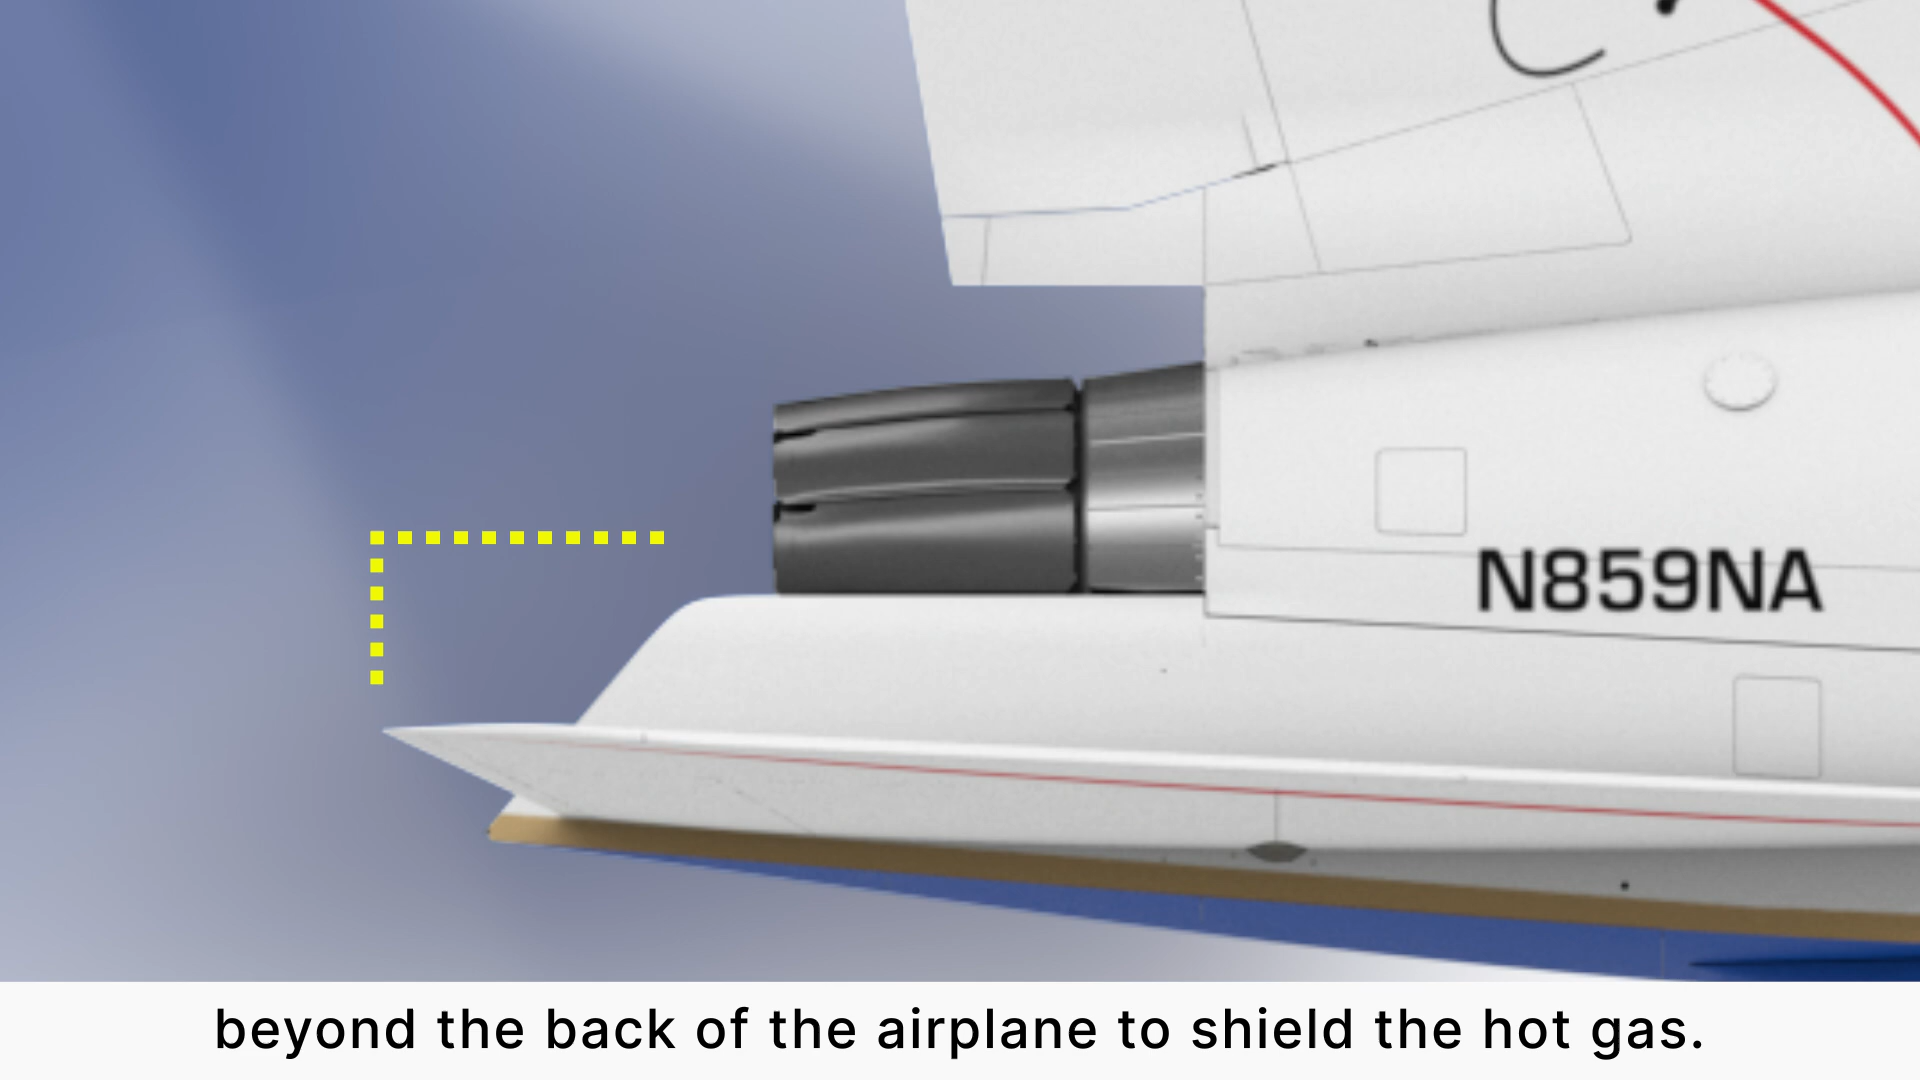 N859NA
beyond the back of the airplane to shield the hot gas.